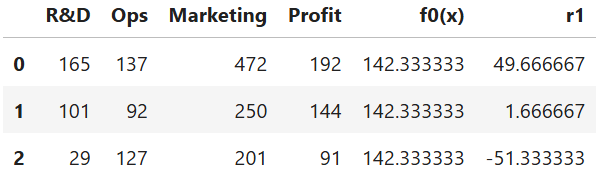 R&D Ops Marketing Profit f0(x) r1
0 165 137 472 192 142.333333 49.666667
1 101 92 250 144 142.333333 1.666667
2 29 127 201 91 142.333333 -51.333333